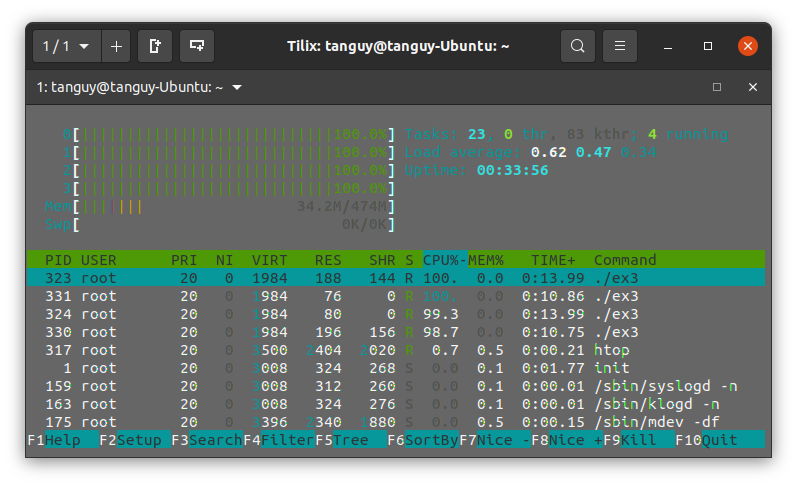 1 / 1
Tilix: tanguy@tanguy-Ubuntu: ~
1: tanguy@tanguy-Ubuntu: ~
0[||||||||||||||||||||||||||||100.0%] Tasks: 23, 0 thr, 83 kthr; 4 running
1[||||||||||||||||||||||||||||100.0%] Load average: 0.62 0.47 0.34
2[||||||||||||||||||||||||||||100.0%] Uptime: 00:33:56
3[||||||||||||||||||||||||||||100.0%]
Mem[||||||| 34.2M/474M]
Swp[ 0K/0K]
PID USER PRI NI VIRT RES SHR S CPU%-MEM% TIME+ Command
323 root 20 0 1984 188 144 R 100. 0.0 0:13.99 ./ex3
331 root 20 0 1984 76 0 R 100. 0.0 0:10.86 ./ex3
324 root 20 0 1984 80 0 R 99.3 0.0 0:13.99 ./ex3
330 root 20 0 1984 196 156 R 98.7 0.0 0:10.75 ./ex3
317 root 20 0 3500 2404 2020 R 0.7 0.5 0:00.21 htop
1 root 20 0 3008 324 268 S 0.0 0.1 0:01.77 init
159 root 20 0 3008 312 260 S 0.0 0.1 0:00.01 /sbin/syslogd -n
163 root 20 0 3008 324 276 S 0.0 0.1 0:00.01 /sbin/klogd -n
175 root 20 0 3396 2340 1880 S 0.0 0.5 0:00.15 /sbin/mdev -df
F1Help F2Setup F3SearchF4FilterF5Tree F6SortByF7Nice -F8Nice +F9Kill F10Quit